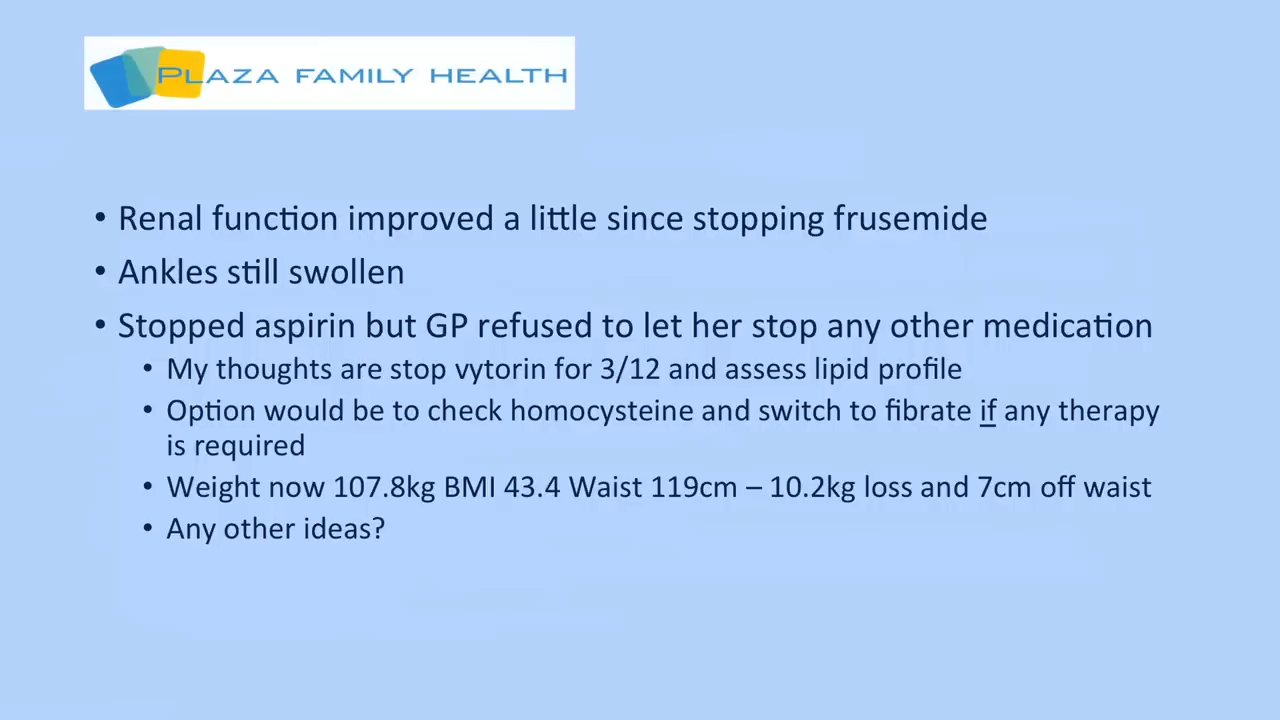 PLAZA FAMILY HEALTH
• Renal function improved a little since stopping frusemide
• Ankles still swollen
• Stopped aspirin but GP refused to let her stop any other medication
• My thoughts are stop vytorin for 3/12 and assess lipid profile
• Option would be to check homocysteine and switch to fibrate if any therapy
is required
• Weight now 107.8kg BMI 43.4 Waist 119cm – 10.2kg loss and 7cm off waist
• Any other ideas?